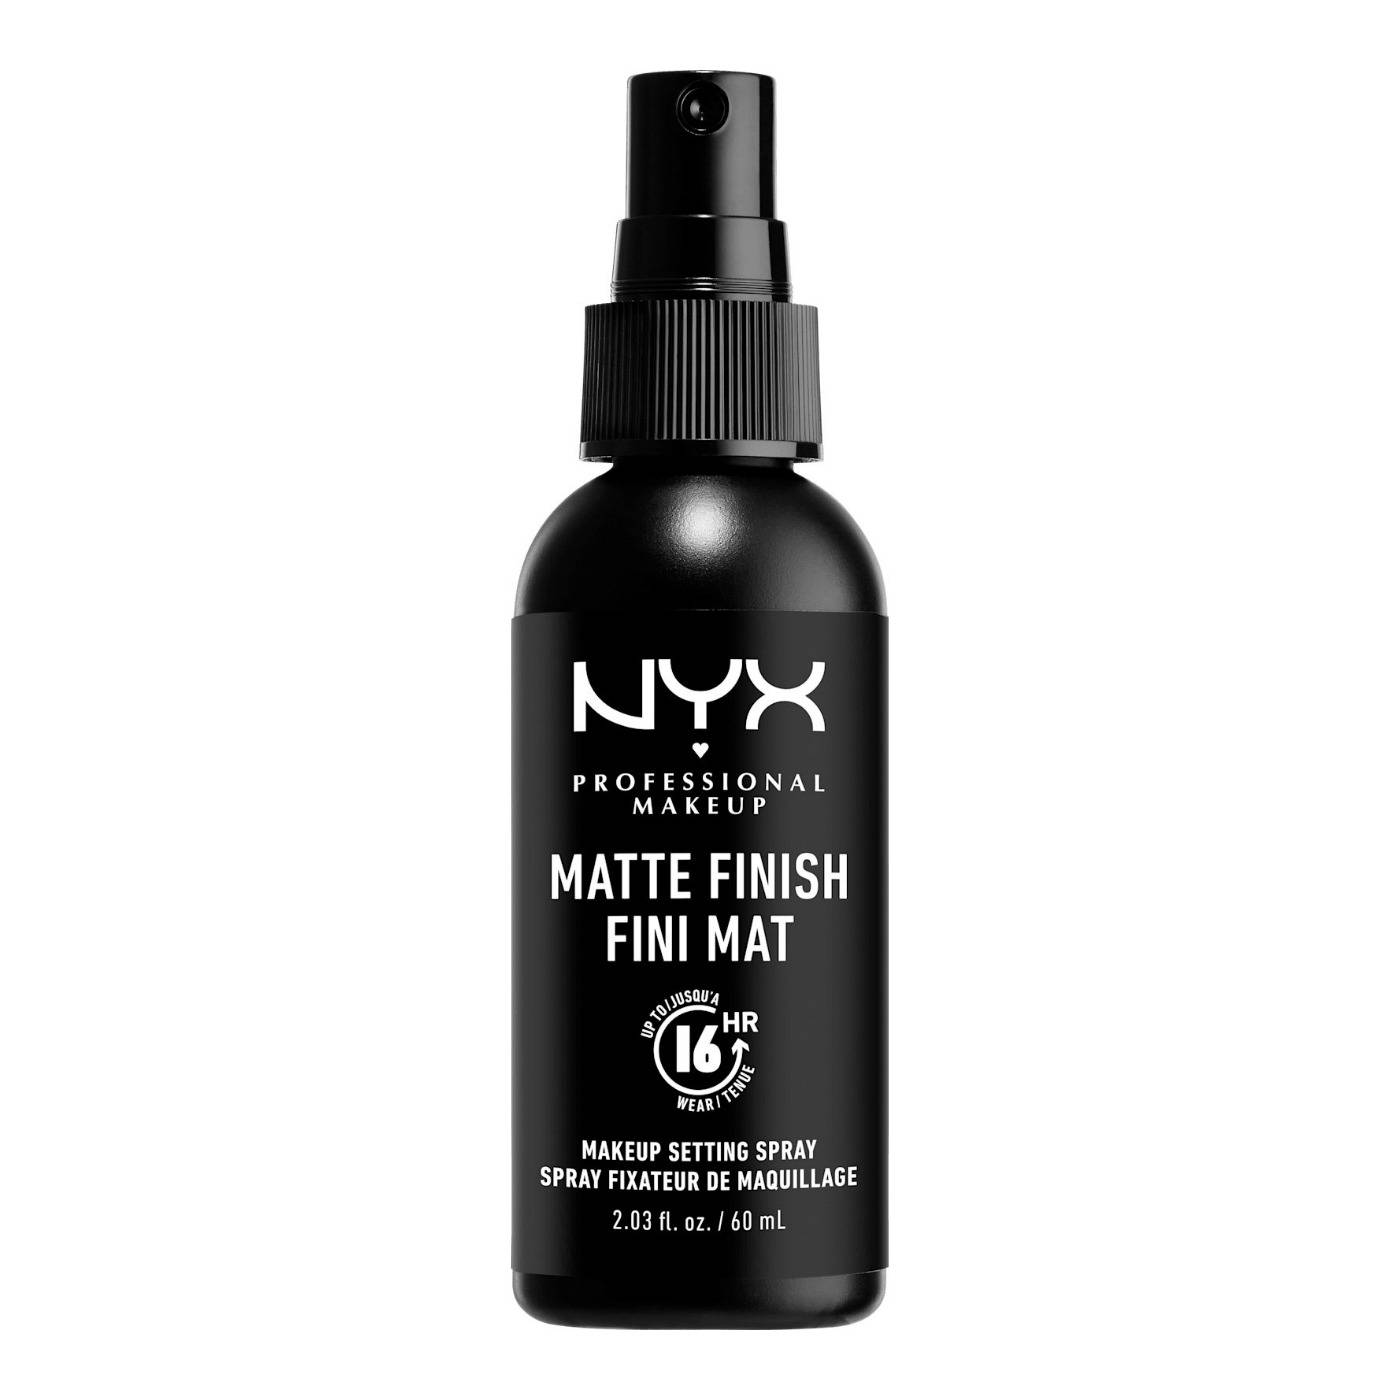 NYX
PROFESSIONAL
MAKEUP
MATTE FINISH
FINI MAT
UP TO/JUSQU'A
16 HR
WEAR/TENUE
MAKEUP SETTING SPRAY
SPRAY FIXATEUR DE MAQUILLAGE
2.03 fl. oz. / 60 mL